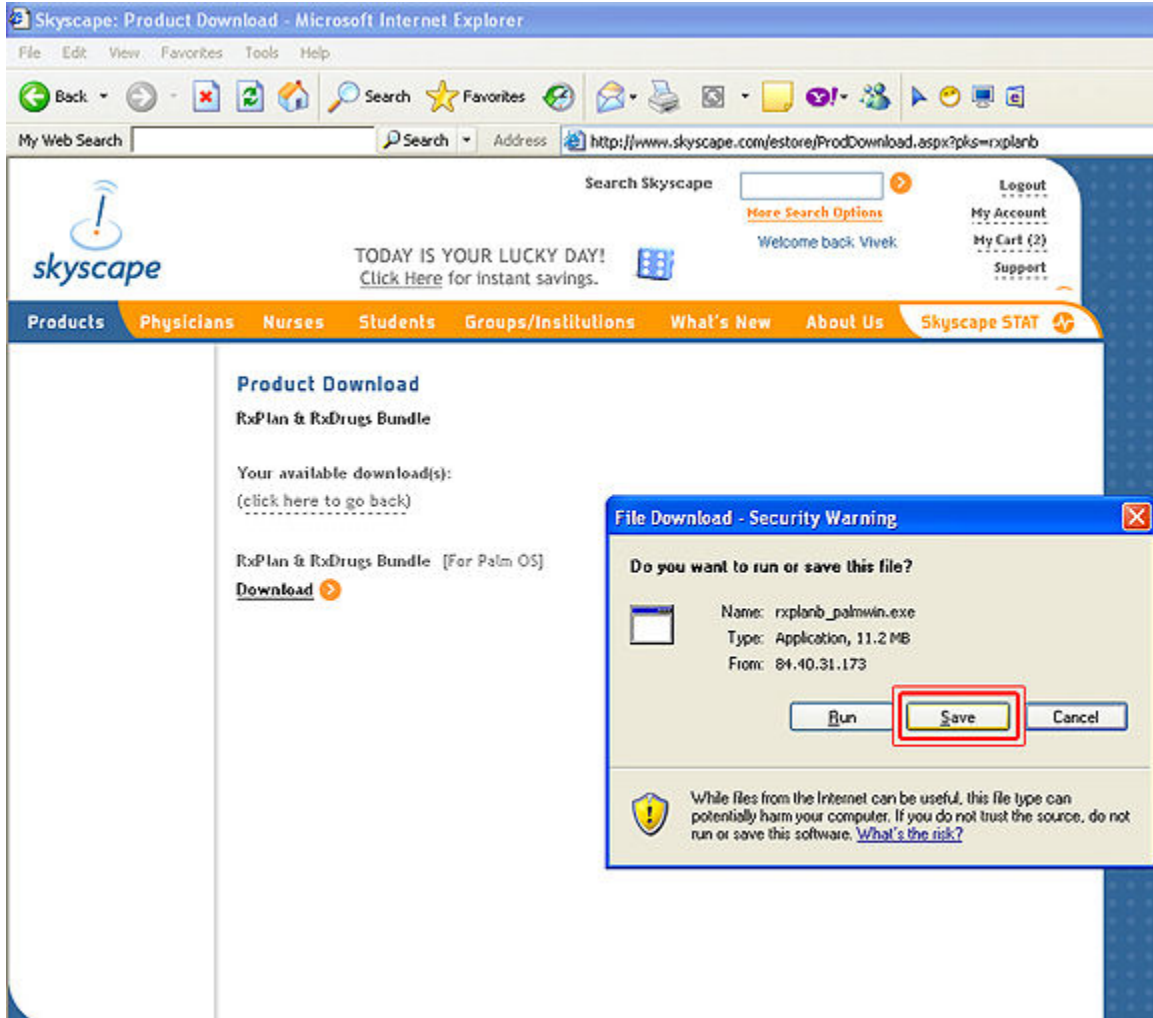 Skyscape: Product Download - Microsoft Internet Explorer
File Edit View Favorites Tools Help
Back Search Favorites
My Web Search Search Address http://www.skyscape.com/estore/ProdDownload.aspx?pks=rxplanb
Search Skyscape
More Search Options
Welcome back Vivek
Logout
My Account
My Cart (2)
Support
skyscape
TODAY IS YOUR LUCKY DAY!
Click Here for instant savings.
Products Physicians Nurses Students Groups/Institutions What's New About Us Skyscape STAT
Product Download
RxPlan & RxDrugs Bundle
Your available download(s):
(click here to go back)
RxPlan & RxDrugs Bundle [For Palm OS]
Download
File Download - Security Warning
Do you want to run or save this file?
Name: rxplanb_palmwin.exe
Type: Application, 11.2 MB
From: 84.40.31.173
Run Save Cancel
While files from the Internet can be useful, this file type can
potentially harm your computer. If you do not trust the source, do not
run or save this software. What's the risk?